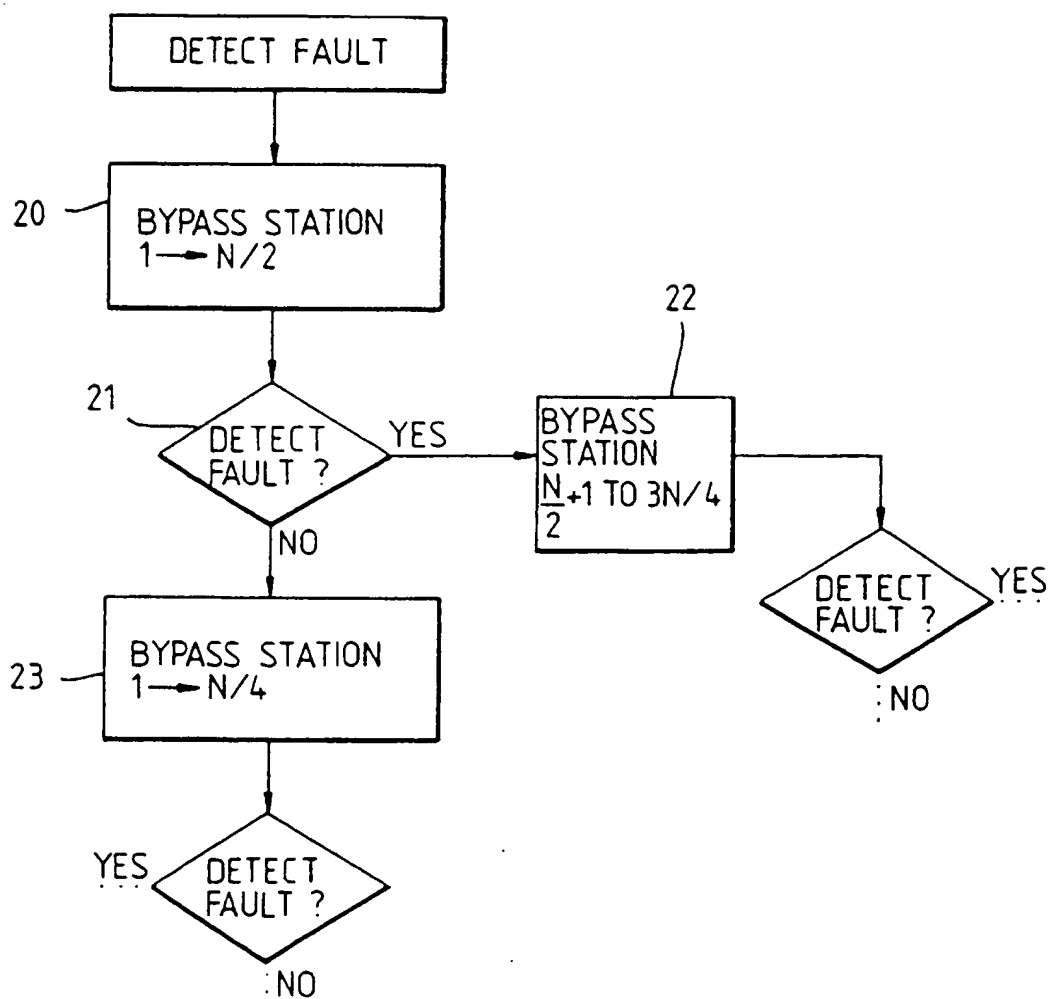 DETECT FAULT
20
BYPASS STATION
1→N/2
22
21
DETECT
FAULT ?
YES
NO
BYPASS
STATION
N/2+1 TO 3N/4
DETECT
FAULT ?
YES
NO
23
BYPASS STATION
1→N/4
YES
DETECT
FAULT ?
NO